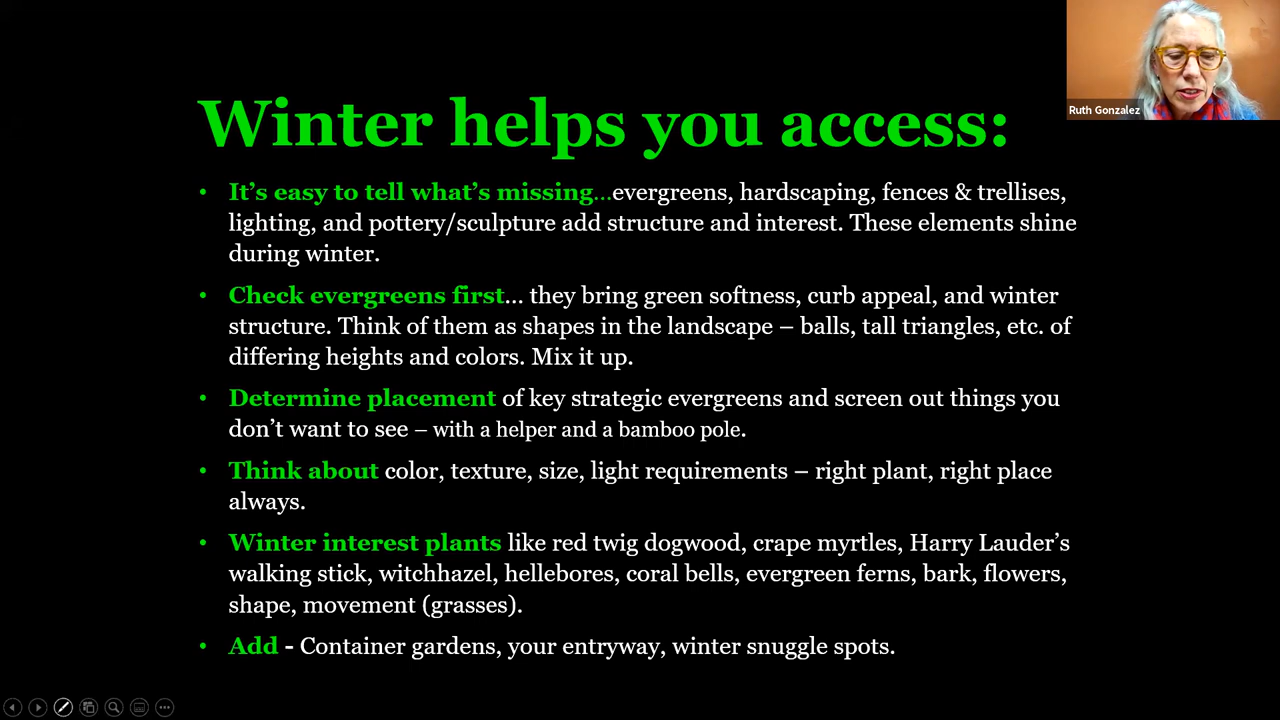 Winter helps you access:
Ruth Gonzalez
• It's easy to tell what's missing...evergreens, hardscaping, fences & trellises,
lighting, and pottery/sculpture add structure and interest. These elements shine
during winter.
• Check evergreens first... they bring green softness, curb appeal, and winter
structure. Think of them as shapes in the landscape – balls, tall triangles, etc. of
differing heights and colors. Mix it up.
• Determine placement of key strategic evergreens and screen out things you
don't want to see – with a helper and a bamboo pole.
• Think about color, texture, size, light requirements – right plant, right place
always.
• Winter interest plants like red twig dogwood, crape myrtles, Harry Lauder's
walking stick, witchhazel, hellebores, coral bells, evergreen ferns, bark, flowers,
shape, movement (grasses).
• Add - Container gardens, your entryway, winter snuggle spots.